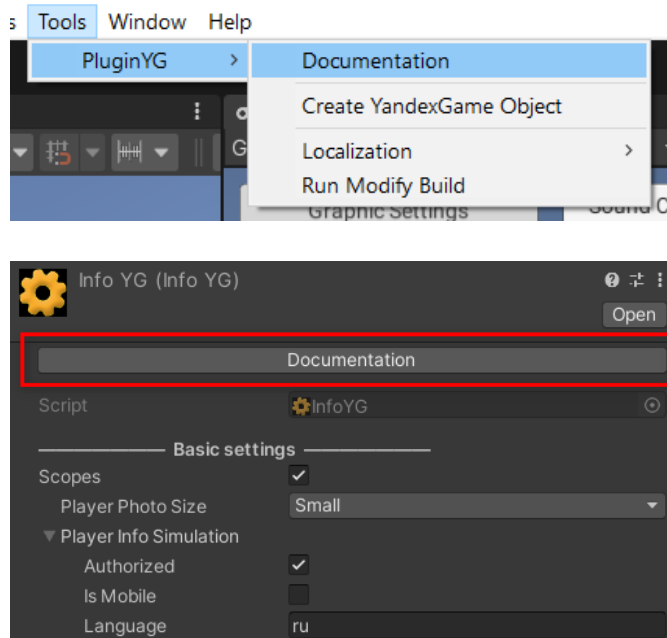 s Tools Window Help
PluginYG >
Documentation
Create YandexGame Object
G
Localization >
Run Modify Build
Graphic Settings
Sound
Info YG (Info YG)
Open
Documentation
Script InfoYG
Basic settings
Scopes
Player Photo Size Small
Player Info Simulation
Authorized
Is Mobile
Language ru